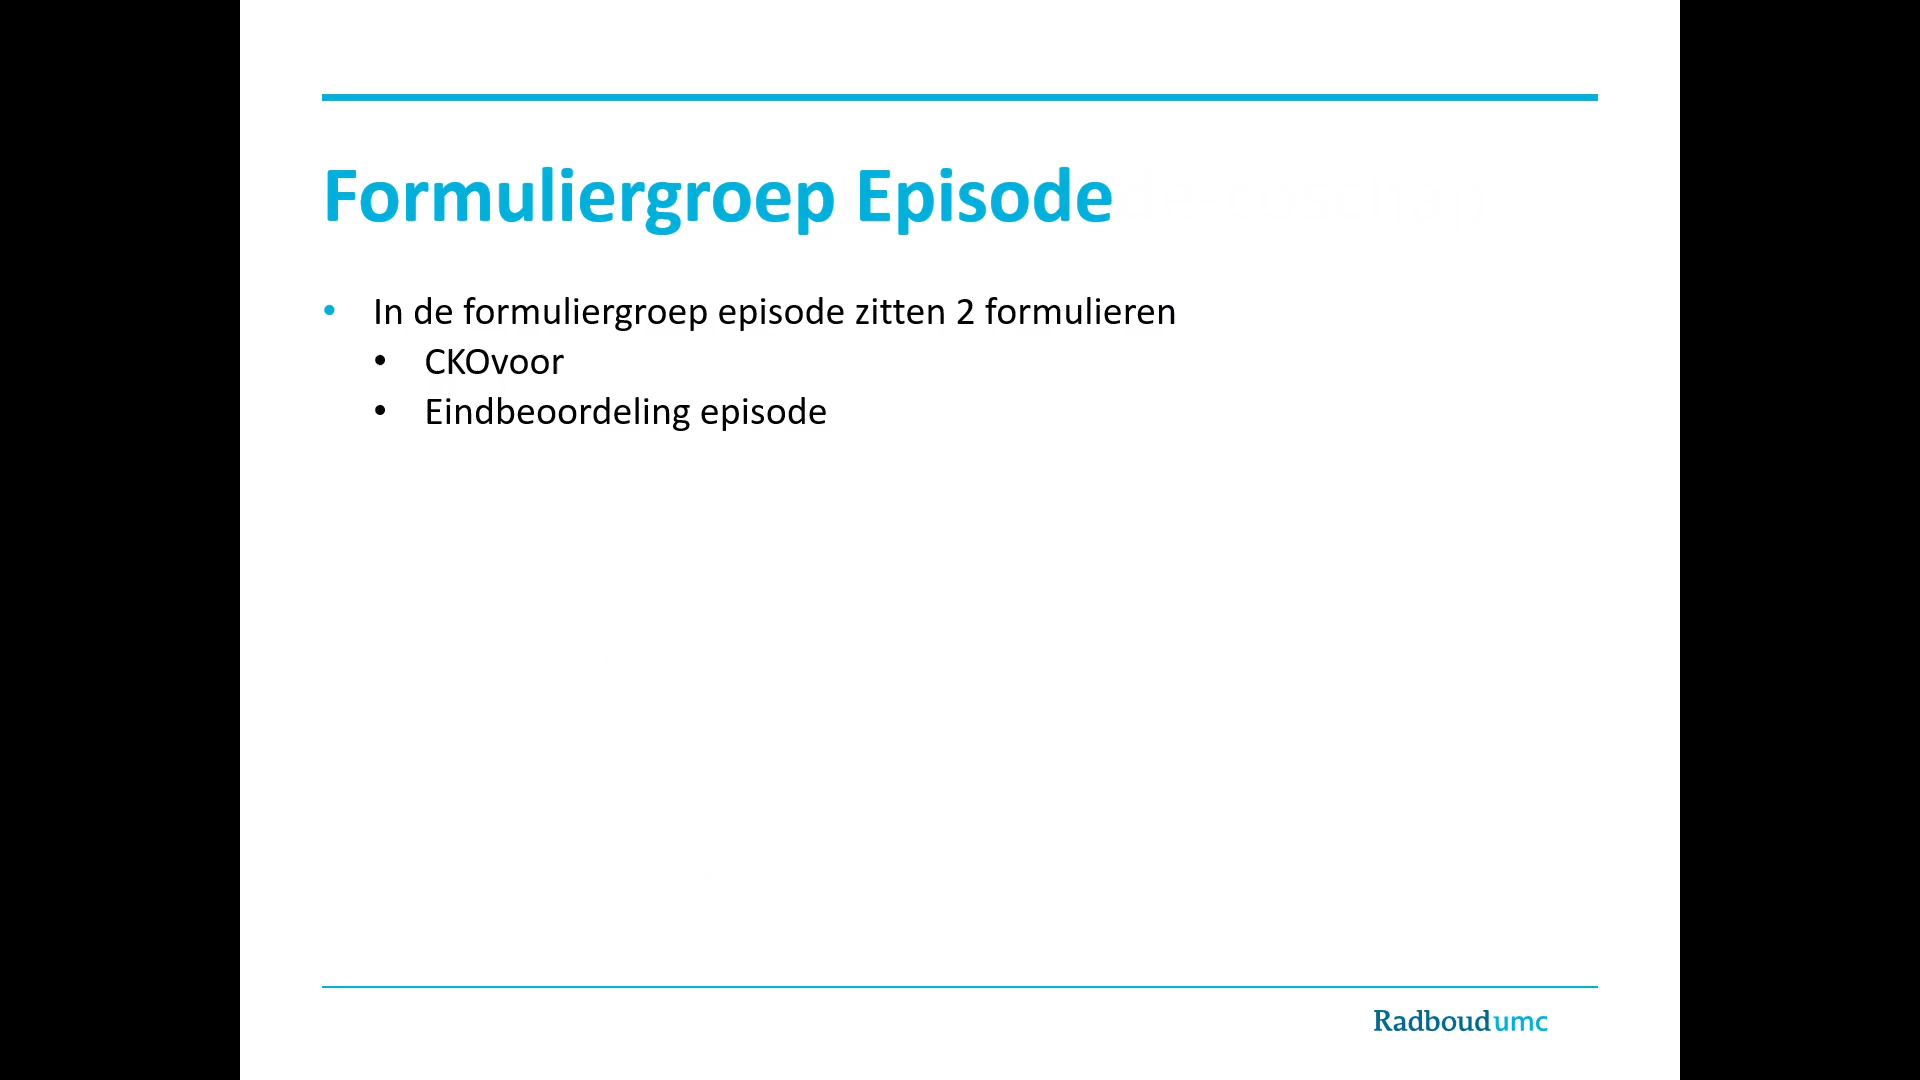 Formuliergroep Episode
• In de formuliergroep episode zitten 2 formulieren
• CKOvoor
• Eindbeoordeling episode
Radboudumc